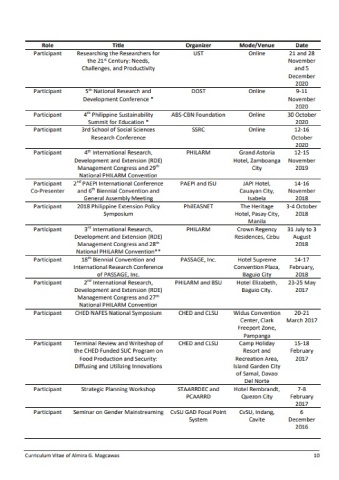 Role Title Organizer Mode/Venue Date
Participant Researching the Researchers for UST Online 21 and 28
the 21st Century: Needs, November
Challenges, and Productivity and 5
December
2020
Participant 5th National Research and DOST Online 9-11
Development Conference * November
2020
Participant 4th Philippine Sustainability ABS-CBN Foundation Online 30 October
Summit for Education * 2020
Participant 3rd School of Social Sciences SSRC Online 12-16
Research Conference October
2020
Participant 4th International Research, PHILARM Grand Astoria 12-15
Development and Extension (RDE) Hotel, Zamboanga November
Management Congress and 29th City 2019
National PHILARM Convention
Participant 2nd PAEPI International Conference PAEPI and ISU JAPI Hotel, 14-16
Co-Presenter and 6th Biennial Convention and Cauayan City, November
General Assembly Meeting Isabela 2018
Participant 2018 Philippine Extension Policy PhilEASNET The Heritage 3-4 October
Symposium Hotel, Pasay City, 2018
Manila
Participant 3rd International Research, PHILARM Crown Regency 31 July to 3
Development and Extension (RDE) Residences, Cebu August
Management Congress and 28th 2018
National PHILARM Convention**
Participant 18th Biennial Convention and PASSAGE, Inc. Hotel Supreme 14-17
International Research Conference Convention Plaza, February,
of PASSAGE, Inc. Baguio City 2018
Participant 2nd International Research, PHILARM and BSU Hotel Elizabeth, 23-25 May
Development and Extension (RDE) Baguio City. 2017
Management Congress and 27th
National PHILARM Convention
Participant CHED NAFES National Symposium CHED and CLSU Widus Convention 20-21
Center, Clark March 2017
Freeport Zone,
Pampanga
Participant Terminal Review and Writeshop of CHED and CLSU Camp Holiday 15-18
the CHED-Funded SUC Program on Resort and February
Food Production and Security: Recreation Area, 2017
Diffusing and Utilizing Innovations Island Garden City
of Samal, Davao
Del Norte
Participant Strategic Planning Workshop STAARRDEC and Hotel Rembrandt, 7-8
PCAARRD Quezon City February
2017
Participant Seminar on Gender Mainstreaming CvSU GAD Focal Point CvSU, Indang, 6
System Cavite December
2016
Curriculum Vitae of Almira G. Magcawas 10